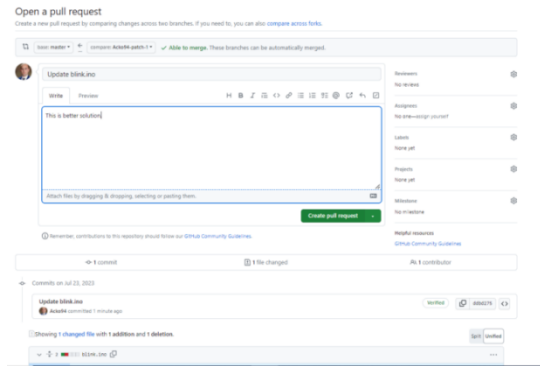 Open a pull request
Create a new pull request by comparing changes across two branches. If you need to, you can also compare across forks.
base: master
compare: Acko94-patch-1
Able to merge. These branches can be automatically merged.
Update blink.ino
Write
Preview
This is better solution
Attach files by dragging & dropping, selecting or pasting them.
Create pull request
Remember, contributions to this repository should follow our GitHub Community Guidelines.
Reviewers
No reviews
Assignees
No one—assign yourself
Labels
None yet
Projects
None yet
Milestone
No milestone
Helpful resources
GitHub Community Guidelines
1 commit
1 file changed
1 contributor
Commits on Jul 23, 2023
Update blink.ino
committed 1 minute ago
Verified
Showing 1 changed file with 1 addition and 1 deletion.
Split
Unified
blink.ino